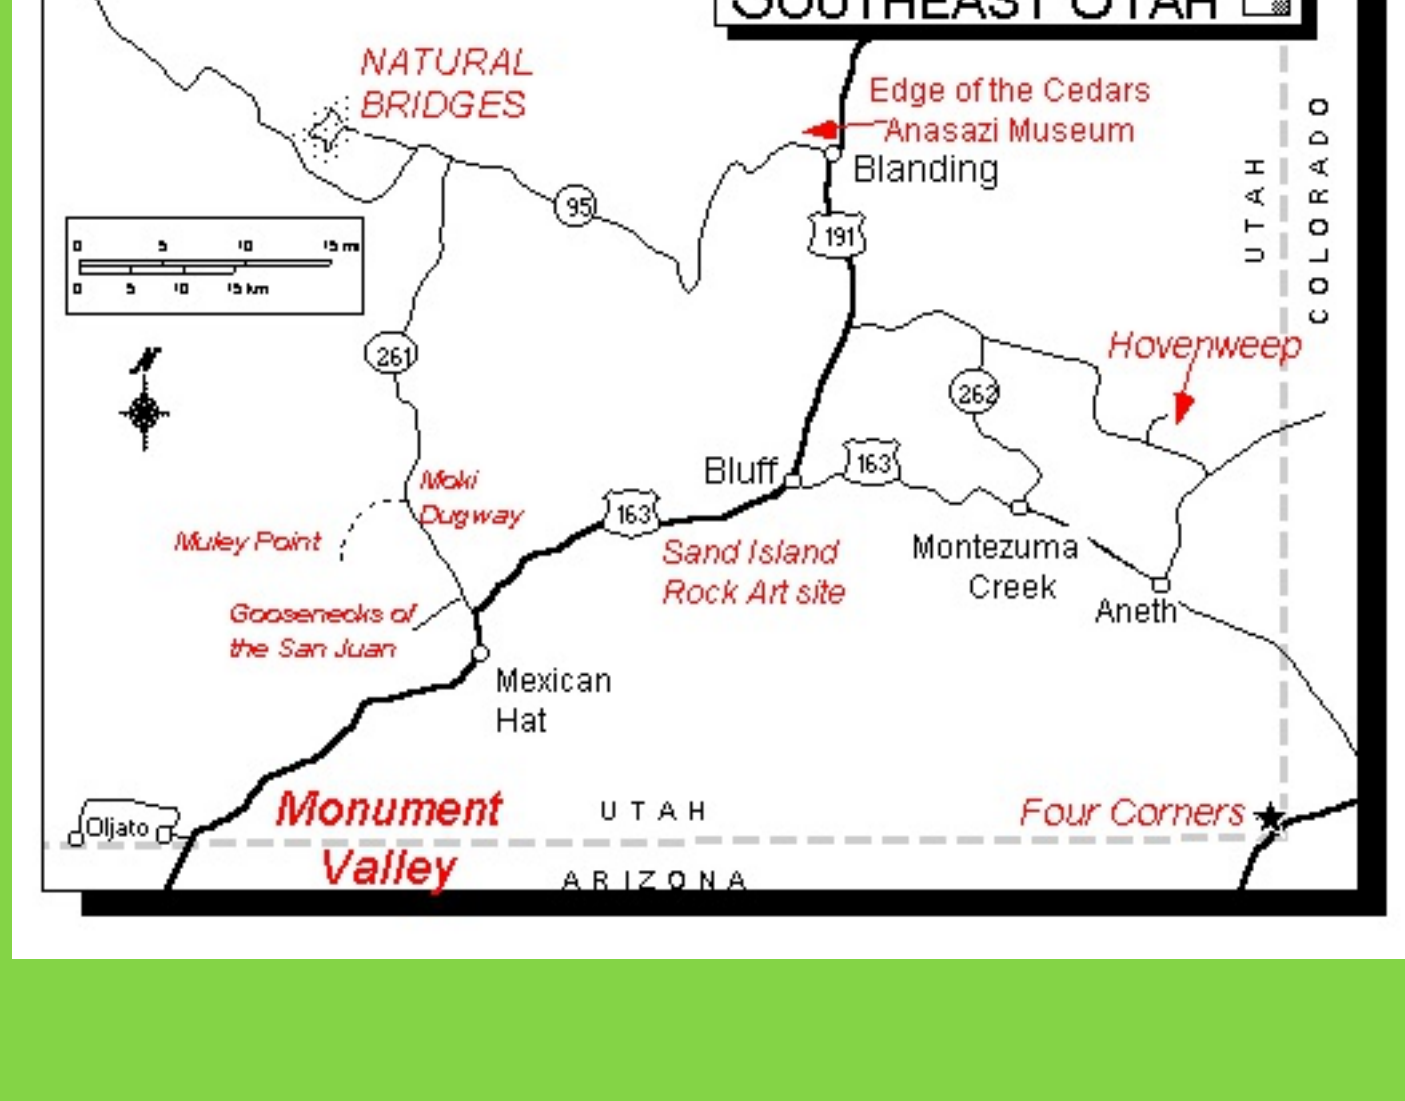 SOUTHEAST UTAH
NATURAL
BRIDGES
Edge of the Cedars
Anasazi Museum
Blanding
UTAH
COLORADO
95
191
0 5 10 15 mi
0 5 10 15 km
N
261
Hovenweep
262
Bluff
163
Moki
Dugway
163
Muley Point
Sand Island
Rock Art site
Montezuma
Creek
Aneth
Goosenecks of
the San Juan
Mexican
Hat
Monument
Valley
UTAH
Four Corners
Oljato
ARIZONA